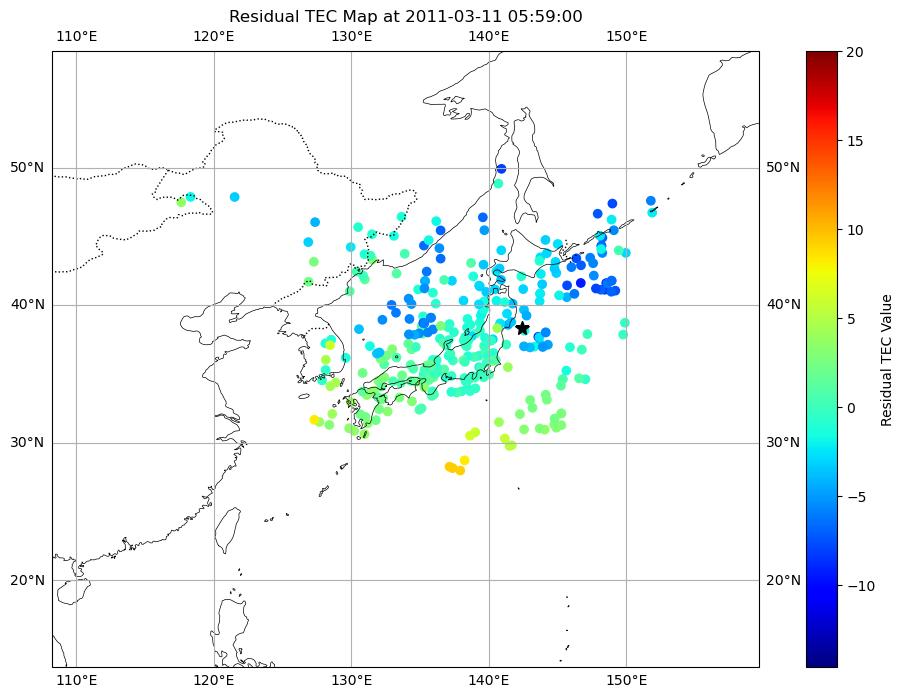 Residual TEC Map at 2011-03-11 05:59:00
110°E 120°E 130°E 140°E 150°E
50°N 50°N
40°N 40°N
30°N 30°N
20°N 20°N
110°E 120°E 130°E 140°E 150°E
20
15
10
5
0
−5
−10
Residual TEC Value